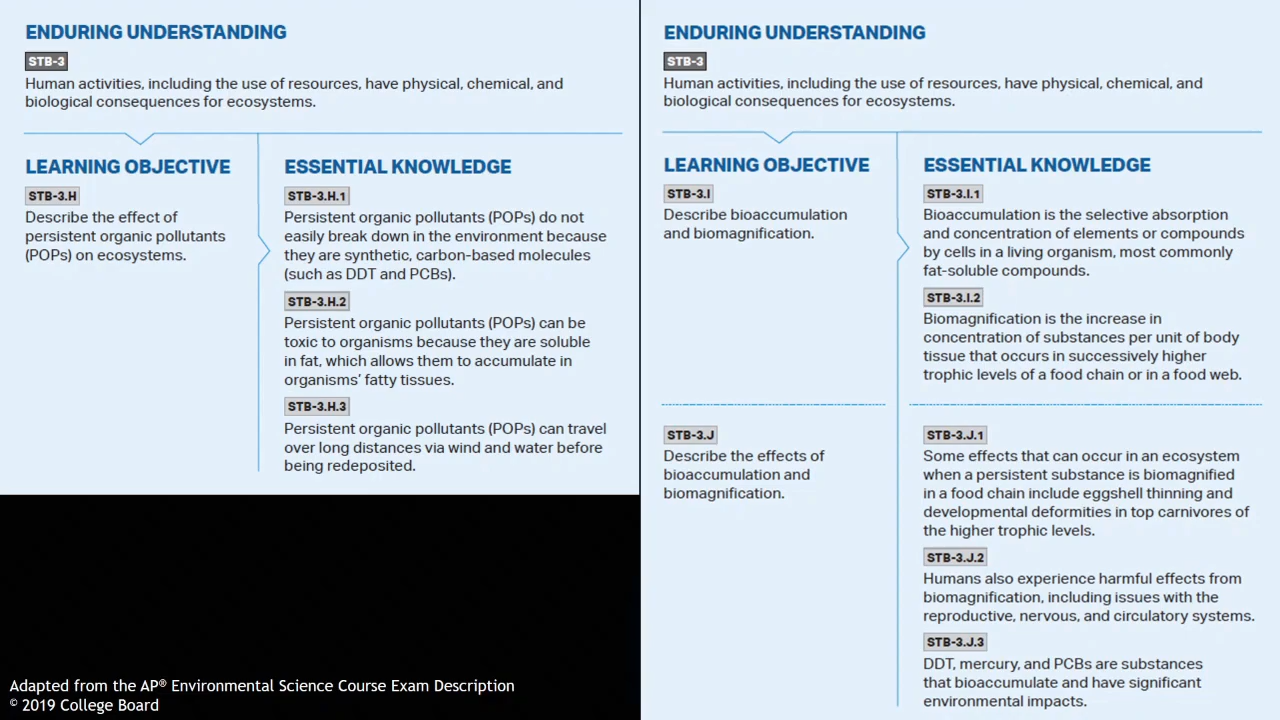 ENDURING UNDERSTANDING
STB-3
Human activities, including the use of resources, have physical, chemical, and
biological consequences for ecosystems.
LEARNING OBJECTIVE
STB-3.H
Describe the effect of
persistent organic pollutants
(POPs) on ecosystems.
ESSENTIAL KNOWLEDGE
STB-3.H.1
Persistent organic pollutants (POPs) do not
easily break down in the environment because
they are synthetic, carbon-based molecules
(such as DDT and PCBs).
STB-3.H.2
Persistent organic pollutants (POPs) can be
toxic to organisms because they are soluble
in fat, which allows them to accumulate in
organisms' fatty tissues.
STB-3.H.3
Persistent organic pollutants (POPs) can travel
over long distances via wind and water before
being redeposited.
Adapted from the AP® Environmental Science Course Exam Description
© 2019 College Board
ENDURING UNDERSTANDING
STB-3
Human activities, including the use of resources, have physical, chemical, and
biological consequences for ecosystems.
LEARNING OBJECTIVE
STB-3.I
Describe bioaccumulation
and biomagnification.
ESSENTIAL KNOWLEDGE
STB-3.I.1
Bioaccumulation is the selective absorption
and concentration of elements or compounds
by cells in a living organism, most commonly
fat-soluble compounds.
STB-3.I.2
Biomagnification is the increase in
concentration of substances per unit of body
tissue that occurs in successively higher
trophic levels of a food chain or in a food web.
STB-3.J
Describe the effects of
bioaccumulation and
biomagnification.
STB-3.J.1
Some effects that can occur in an ecosystem
when a persistent substance is biomagnified
in a food chain include eggshell thinning and
developmental deformities in top carnivores of
the higher trophic levels.
STB-3.J.2
Humans also experience harmful effects from
biomagnification, including issues with the
reproductive, nervous, and circulatory systems.
STB-3.J.3
DDT, mercury, and PCBs are substances
that bioaccumulate and have significant
environmental impacts.